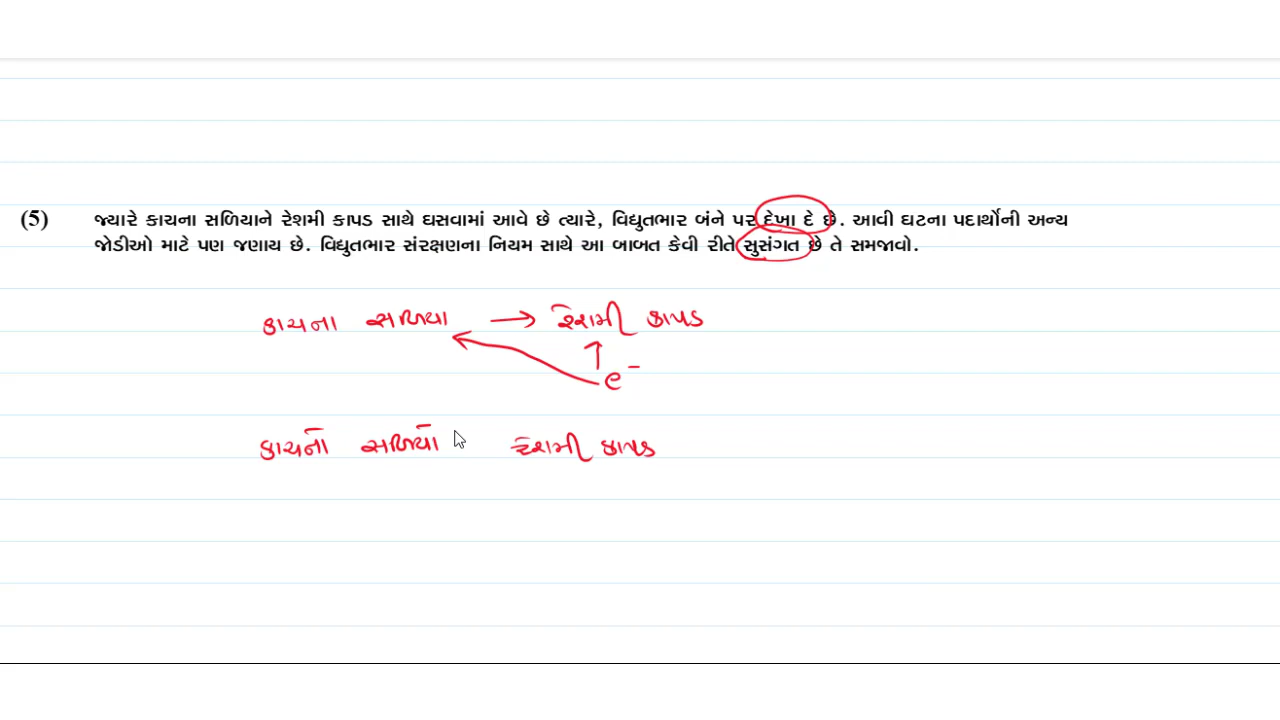 (5) જ્યારે કાચના સળિયાને રેશમી કાપડ સાથે ઘસવામાં આવે છે ત્યારે, વિદ્યુતભાર બંને પર દેખા દે છે. આવી ઘટના પદાર્થોની અન્ય
જોડીઓ માટે પણ જણાય છે. વિદ્યુતભાર સંરક્ષણના નિયમ સાથે આ બાબત કેવી રીતે સુસંગત છે તે સમજાવો.
કાચના સળિયા → રેશમી કાપડ
e⁻
કાચનો સળિયો રેશમી કાપડ